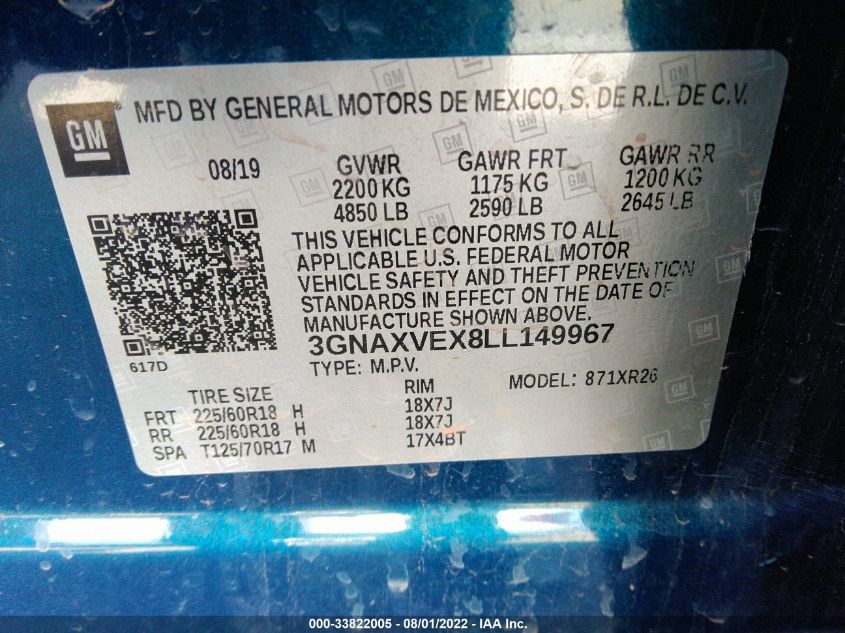 GM
MFD BY GENERAL MOTORS DE MEXICO, S. DE R.L. DE C.V.
08/19 GVWR GAWR FRT GAWR RR
2200 KG 1175 KG 1200 KG
4850 LB 2590 LB 2645 LB
THIS VEHICLE CONFORMS TO ALL
APPLICABLE U.S. FEDERAL MOTOR
VEHICLE SAFETY AND THEFT PREVENTION
STANDARDS IN EFFECT ON THE DATE OF
MANUFACTURE SHOWN ABOVE.
617D
3GNAXVEX8LL149967
TYPE: M.P.V. MODEL: 871XR26
TIRE SIZE RIM
FRT 225/60R18 H 18X7J
RR 225/60R18 H 18X7J
SPA T125/70R17 M 17X4BT
000-33822005 - 08/01/2022 - IAA Inc.